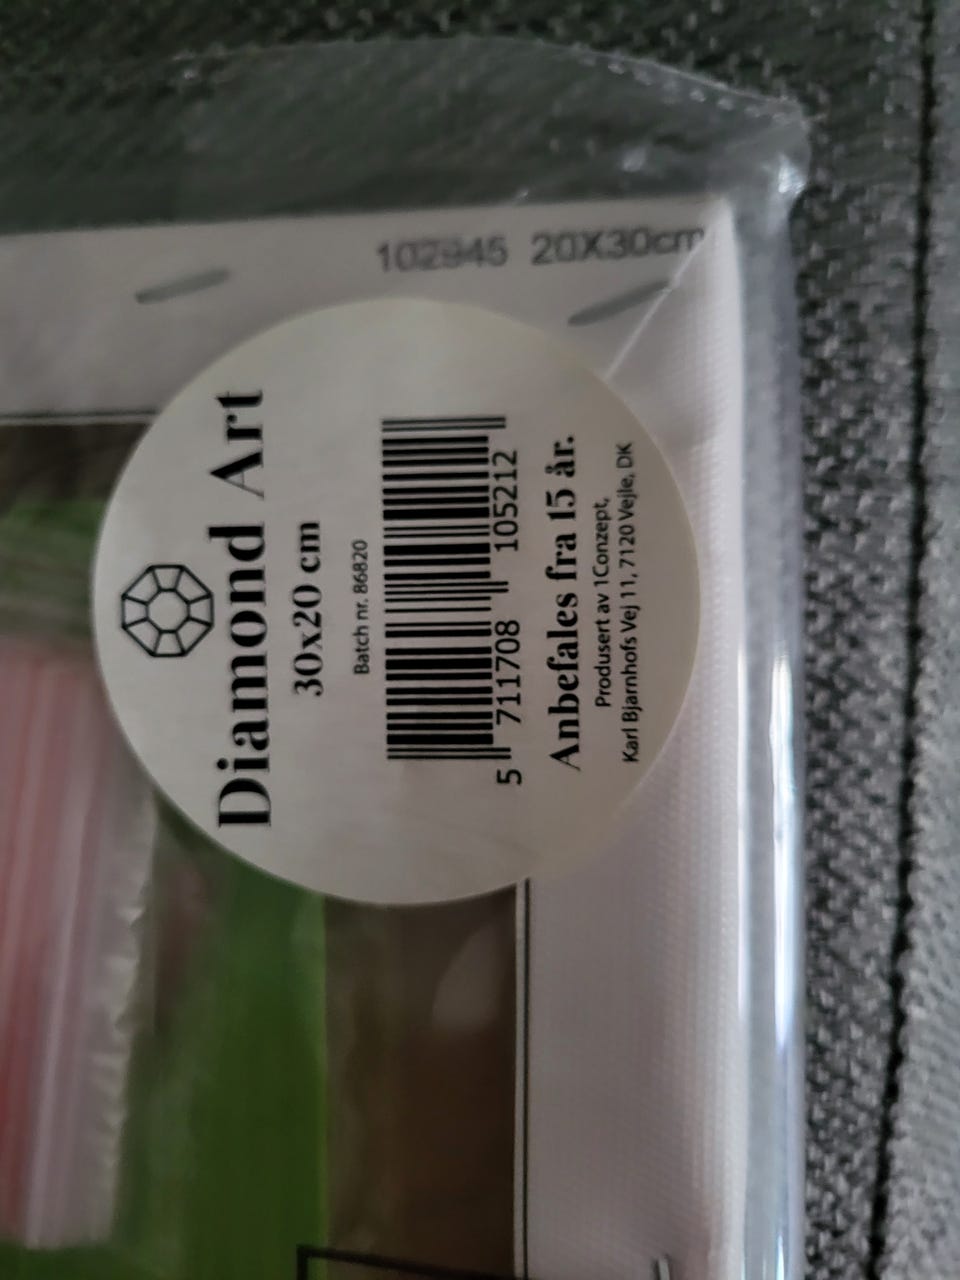 102945 20X30cm
Diamond Art
30x20 cm
Batch nr. 86820
5 711708 105212
Anbefales fra 15 år.
Produsert av 1Conzept,
Karl Bjarnhofs Vej 11, 7120 Vejle, DK